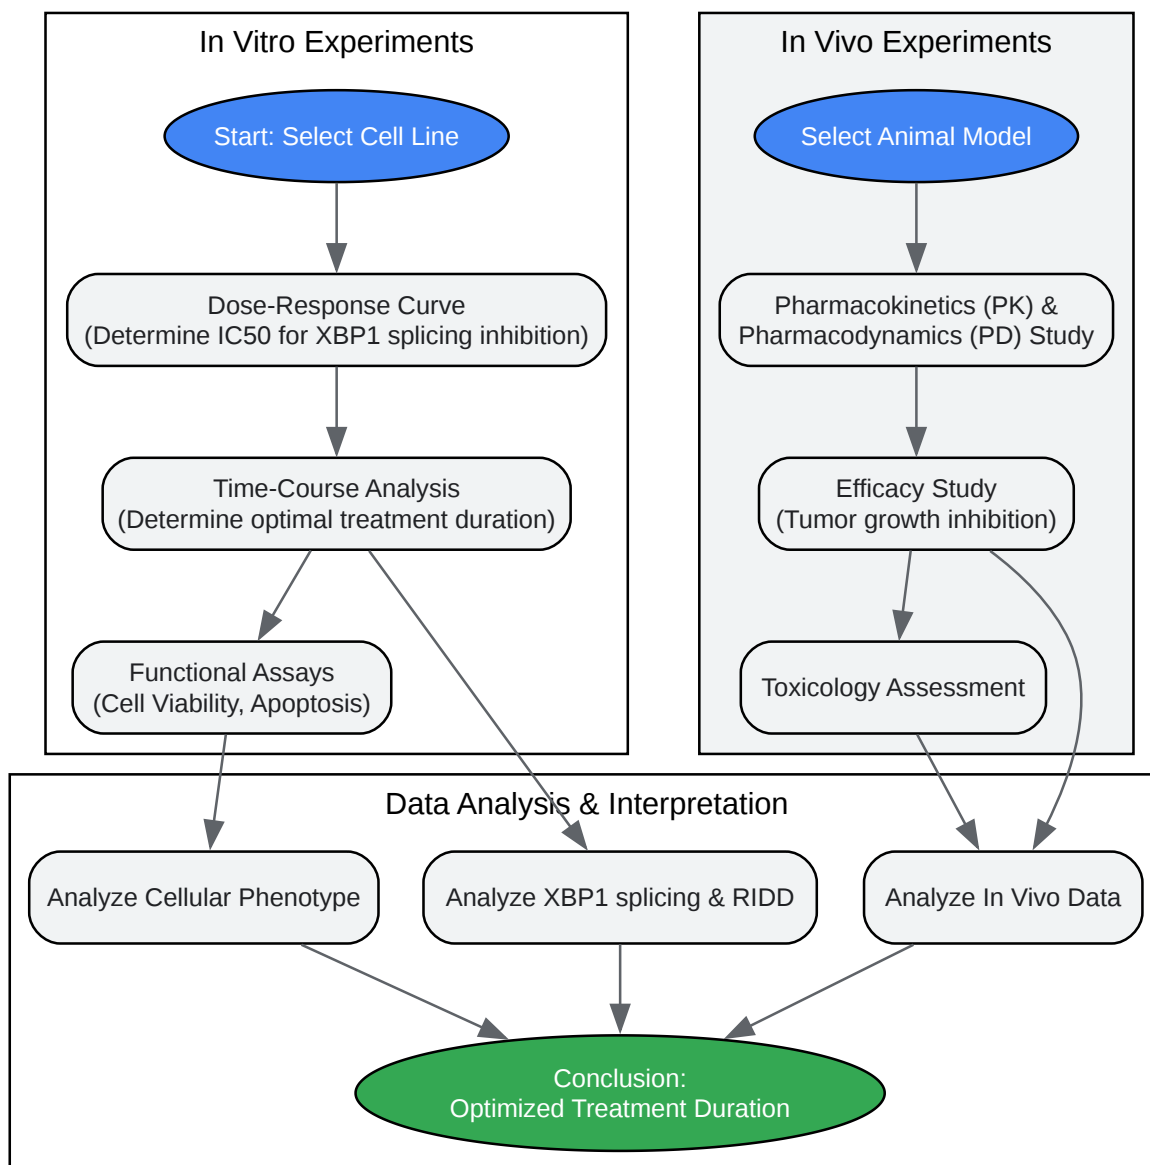 In Vitro Experiments
Start: Select Cell Line
Dose-Response Curve
(Determine IC50 for XBP1 splicing inhibition)
Time-Course Analysis
(Determine optimal treatment duration)
Functional Assays
(Cell Viability, Apoptosis)
In Vivo Experiments
Select Animal Model
Pharmacokinetics (PK) &
Pharmacodynamics (PD) Study
Efficacy Study
(Tumor growth inhibition)
Toxicology Assessment
Data Analysis & Interpretation
Analyze Cellular Phenotype
Analyze XBP1 splicing & RIDD
Analyze In Vivo Data
Conclusion:
Optimized Treatment Duration